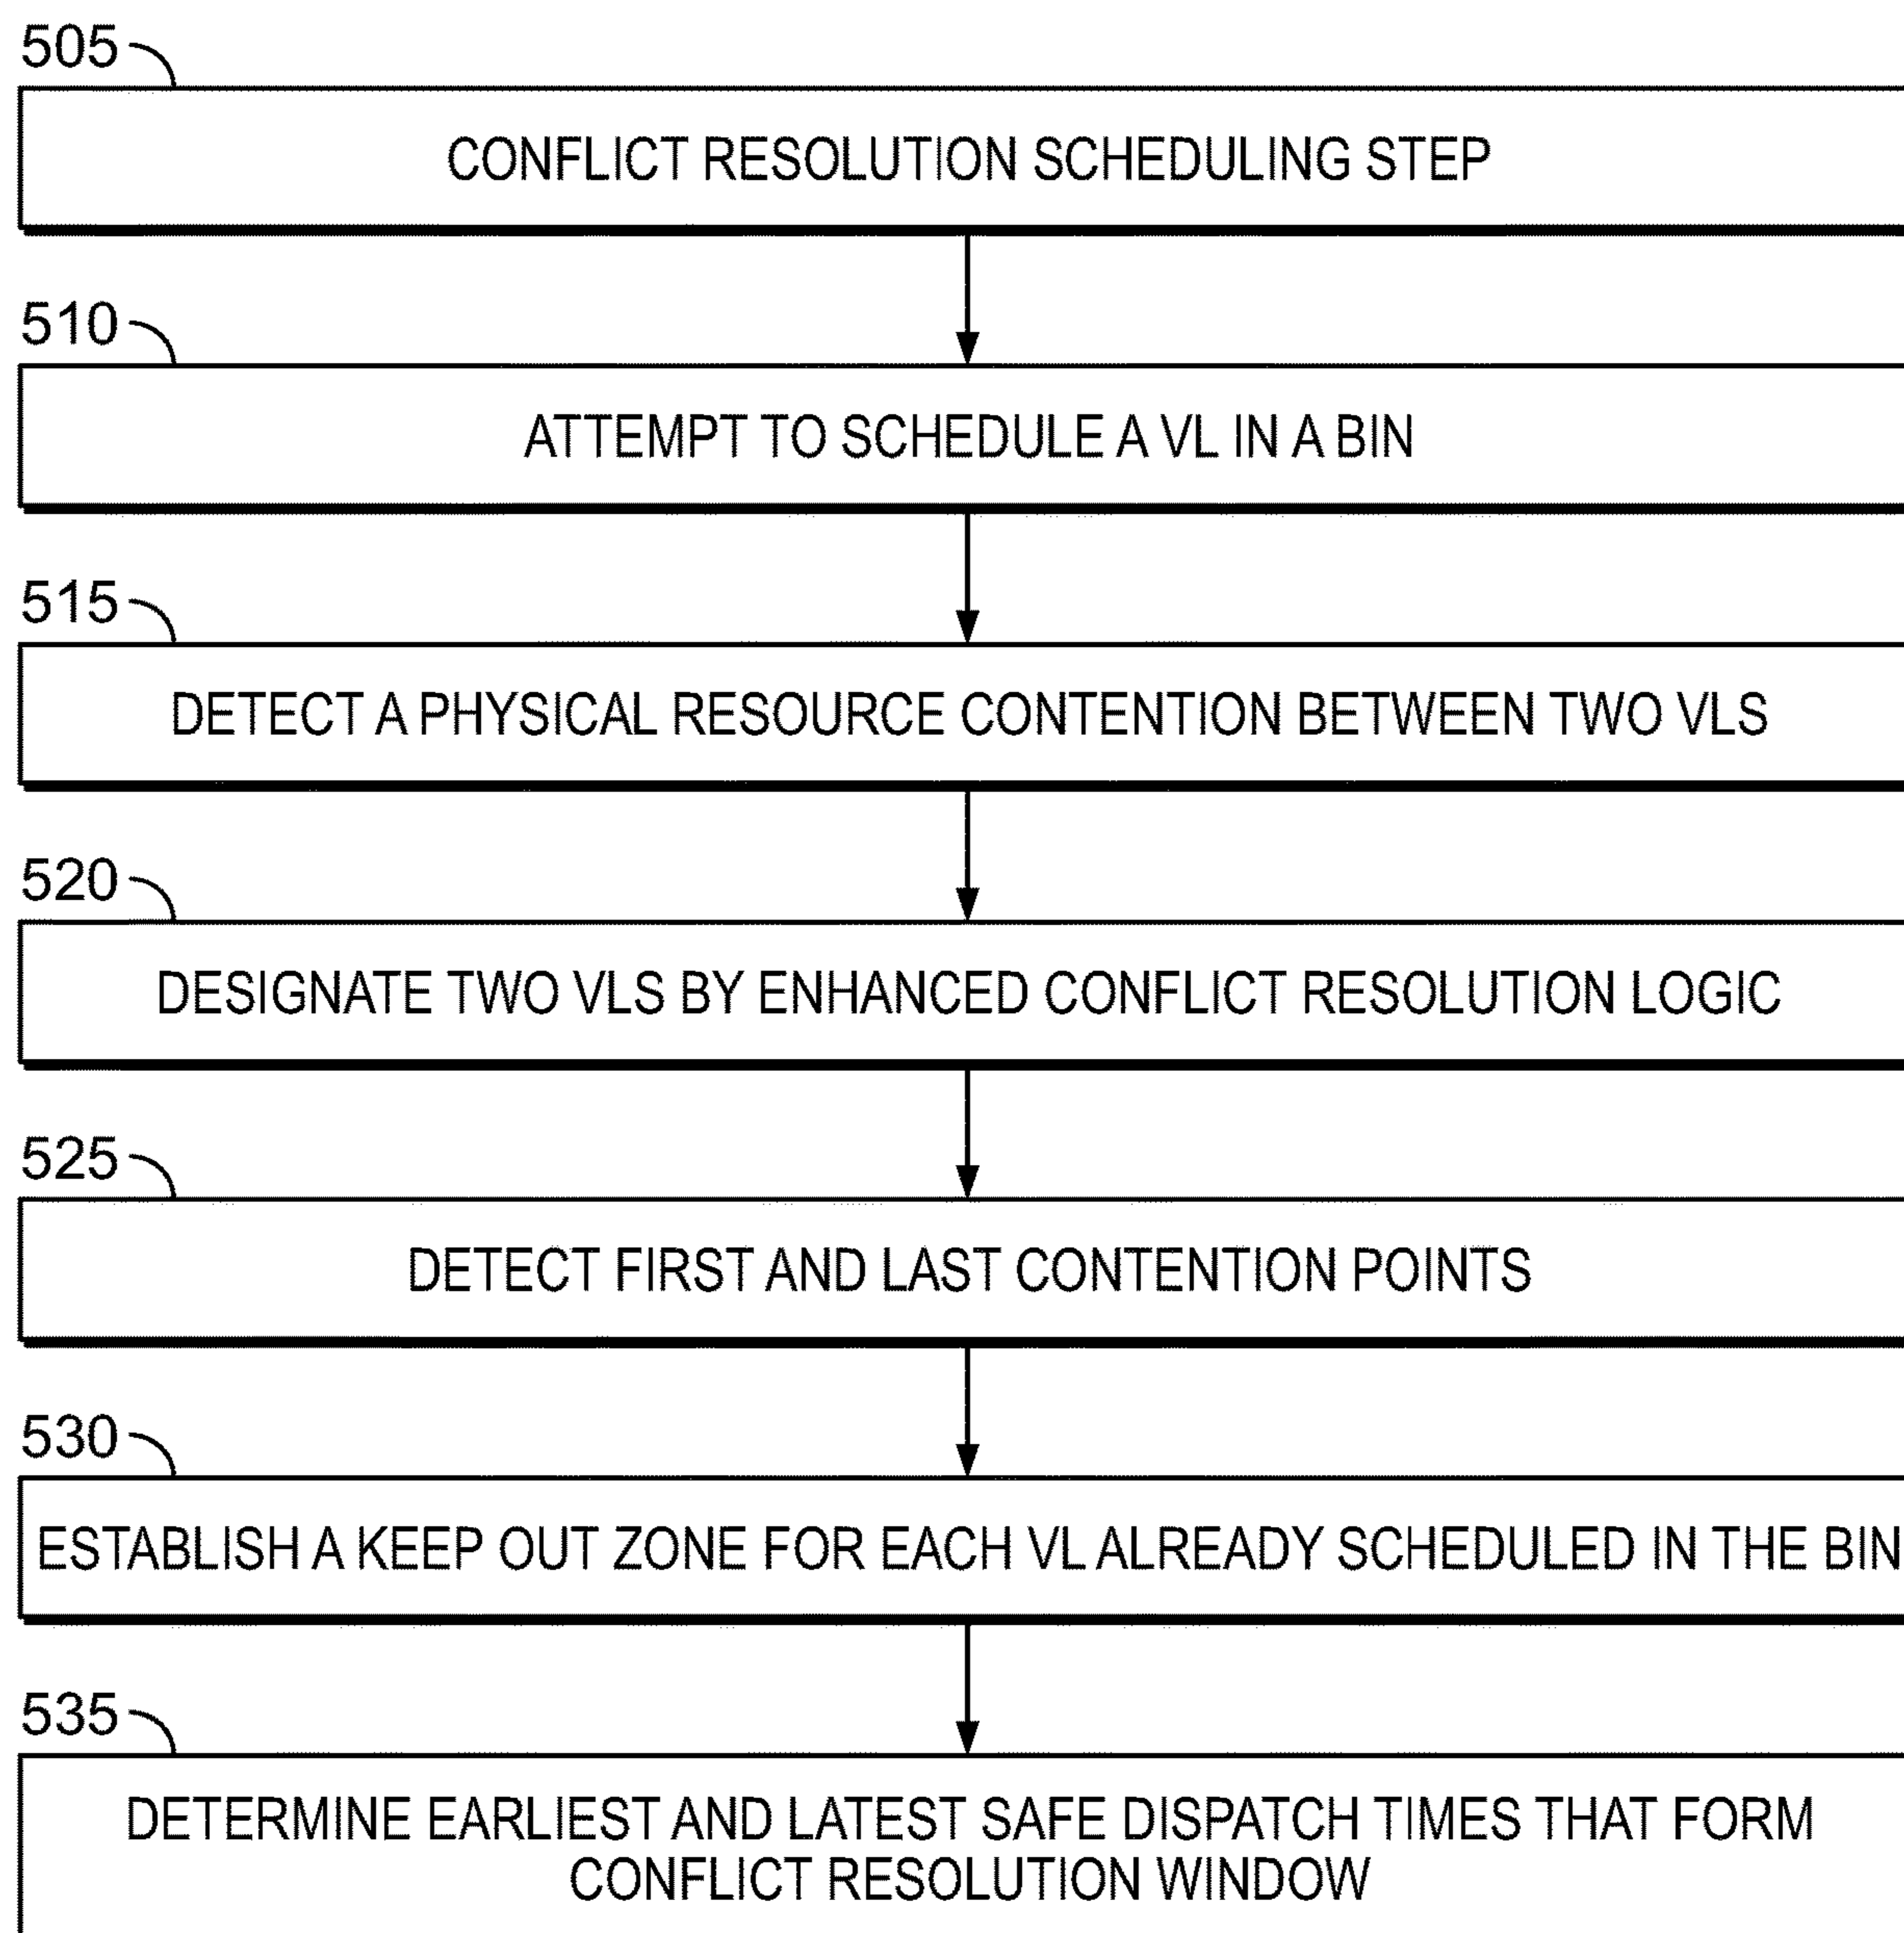 505
CONFLICT RESOLUTION SCHEDULING STEP
510
ATTEMPT TO SCHEDULE A VL IN A BIN
515
DETECT A PHYSICAL RESOURCE CONTENTION BETWEEN TWO VLS
520
DESIGNATE TWO VLS BY ENHANCED CONFLICT RESOLUTION LOGIC
525
DETECT FIRST AND LAST CONTENTION POINTS
530
ESTABLISH A KEEP OUT ZONE FOR EACH VL ALREADY SCHEDULED IN THE BIN
535
DETERMINE EARLIEST AND LATEST SAFE DISPATCH TIMES THAT FORM
CONFLICT RESOLUTION WINDOW